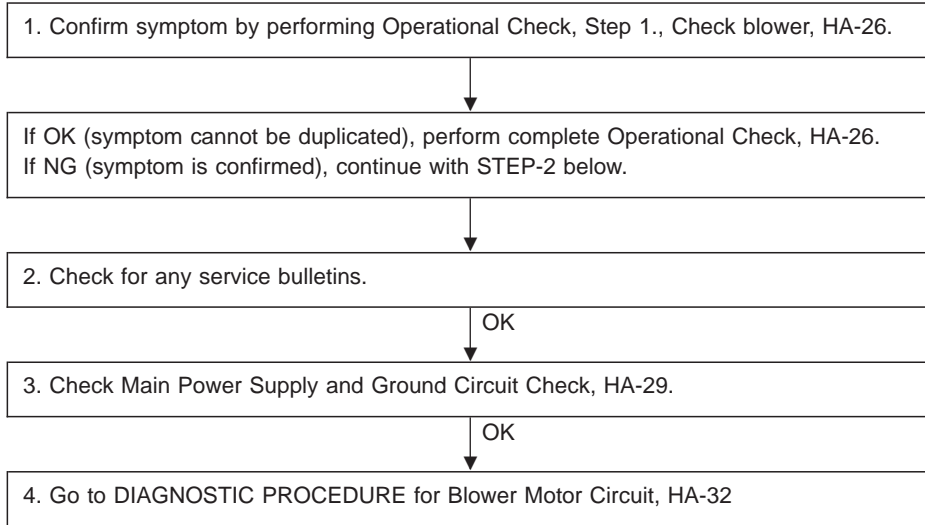 1. Confirm symptom by performing Operational Check, Step 1., Check blower, HA-26.
If OK (symptom cannot be duplicated), perform complete Operational Check, HA-26.
If NG (symptom is confirmed), continue with STEP-2 below.
2. Check for any service bulletins.
OK
3. Check Main Power Supply and Ground Circuit Check, HA-29.
OK
4. Go to DIAGNOSTIC PROCEDURE for Blower Motor Circuit, HA-32